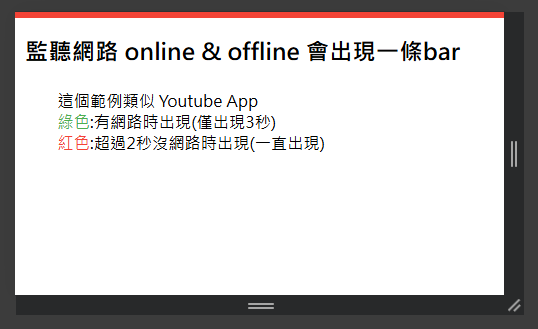 監聽網路 online & offline 會出現一條bar
這個範例類似 Youtube App
綠色:有網路時出現(僅出現3秒)
紅色:超過2秒沒網路時出現(一直出現)